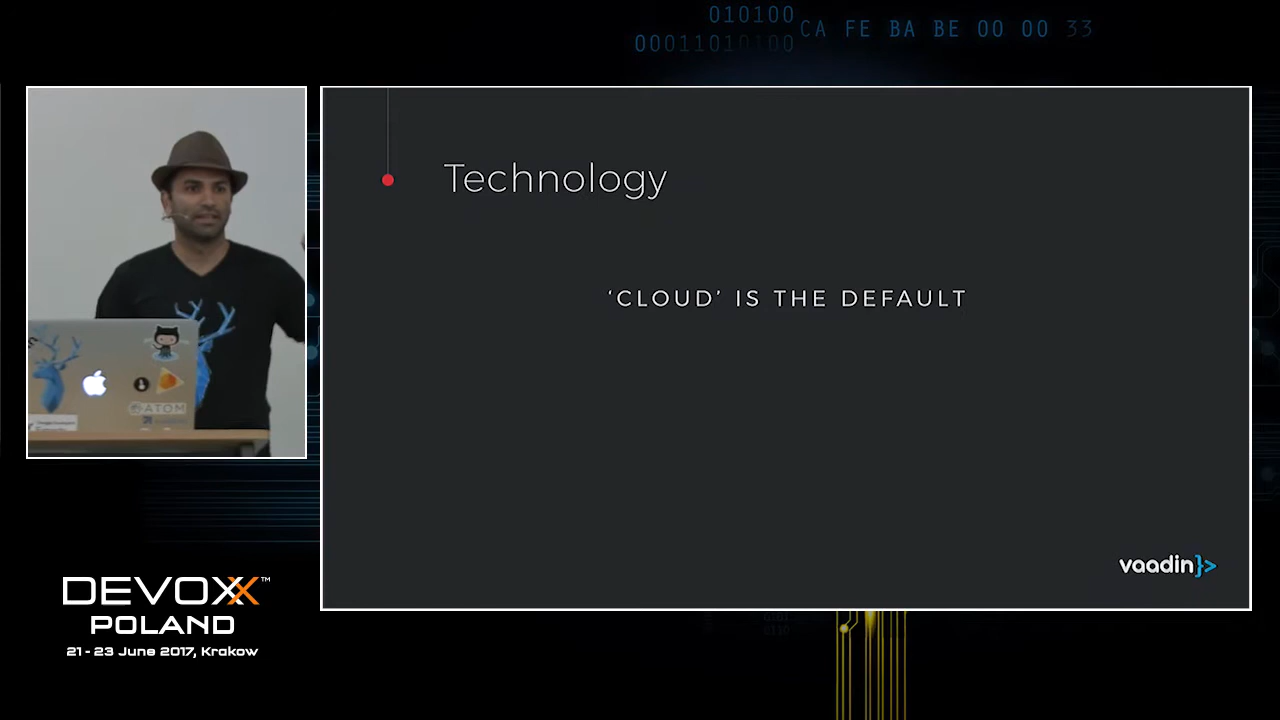 010100
00011010100
CA FE BA BE 00 00 33
Technology
‘CLOUD’ IS THE DEFAULT
ATOM
vaadin}>
DEVOXX™
POLAND
21 - 23 June 2017, Krakow